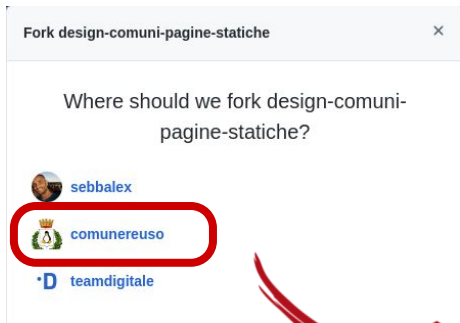 Fork design-comuni-pagine-statiche ×
Where should we fork design-comuni-
pagine-statiche?
sebbalex
comunereuso
teamdigitale